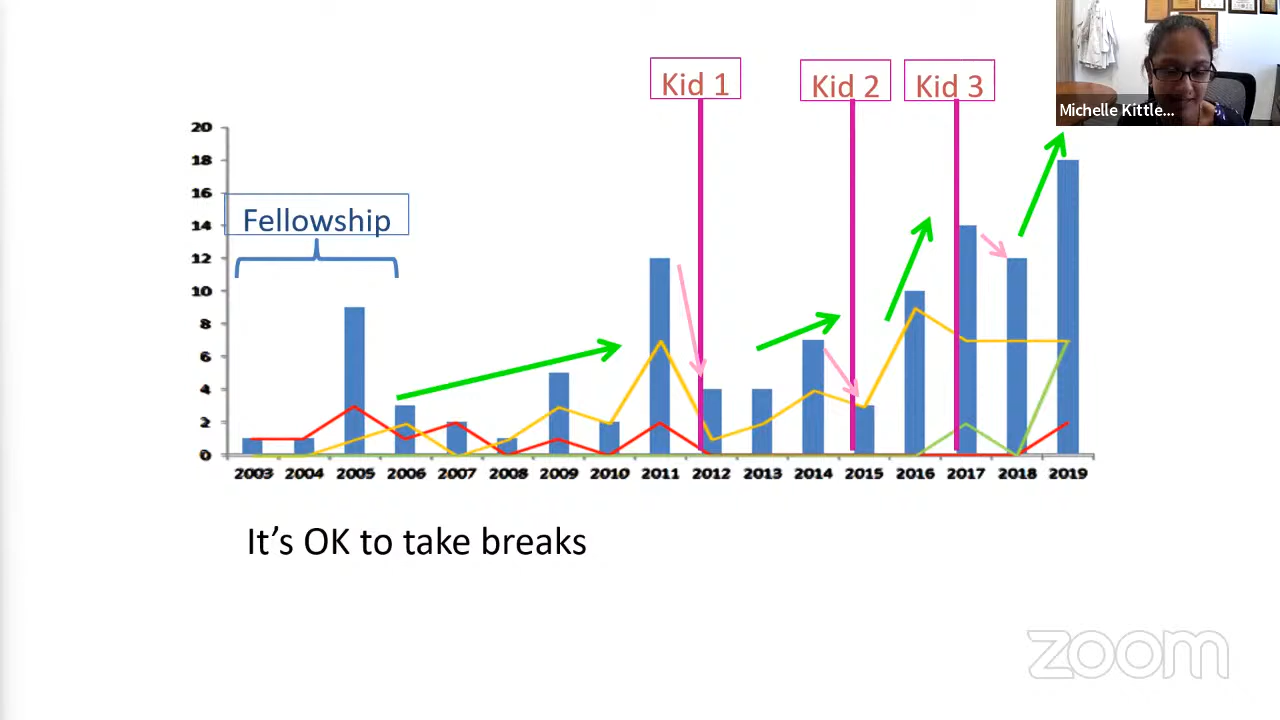 Kid 1
Kid 2
Kid 3
Michelle Kittle...
20
18
16
14
12
10
8
6
4
2
0
Fellowship
2003 2004 2005 2006 2007 2008 2009 2010 2011 2012 2013 2014 2015 2016 2017 2018 2019
It's OK to take breaks
zoom